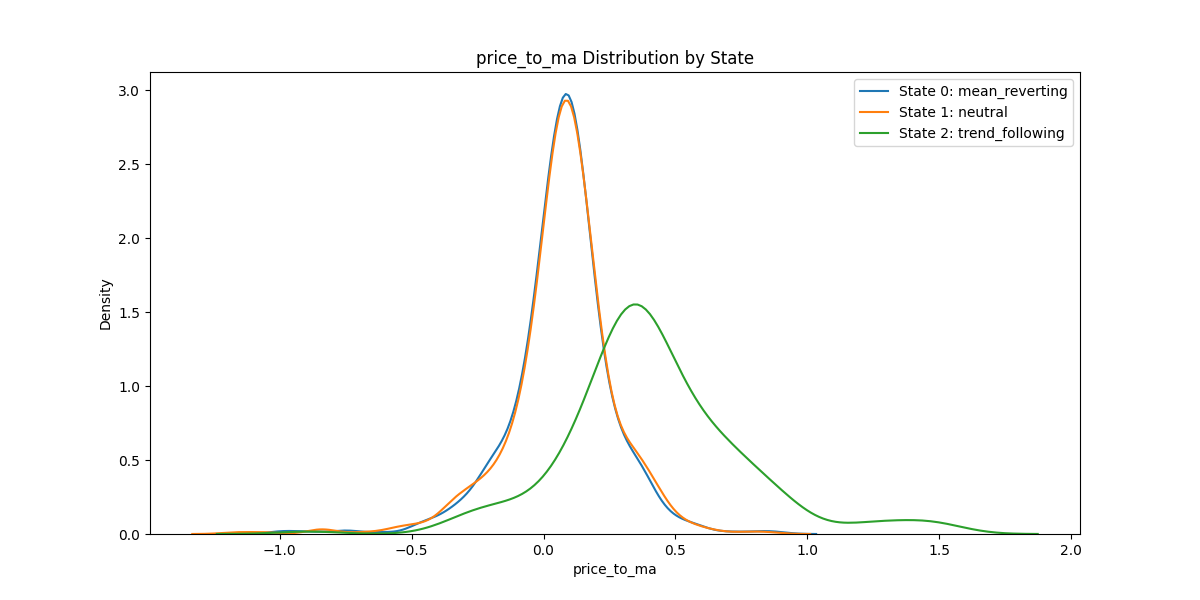 price_to_ma Distribution by State
3.0
2.5
2.0
1.5
1.0
0.5
0.0
Density
State 0: mean_reverting
State 1: neutral
State 2: trend_following
−1.0 −0.5 0.0 0.5 1.0 1.5 2.0
price_to_ma